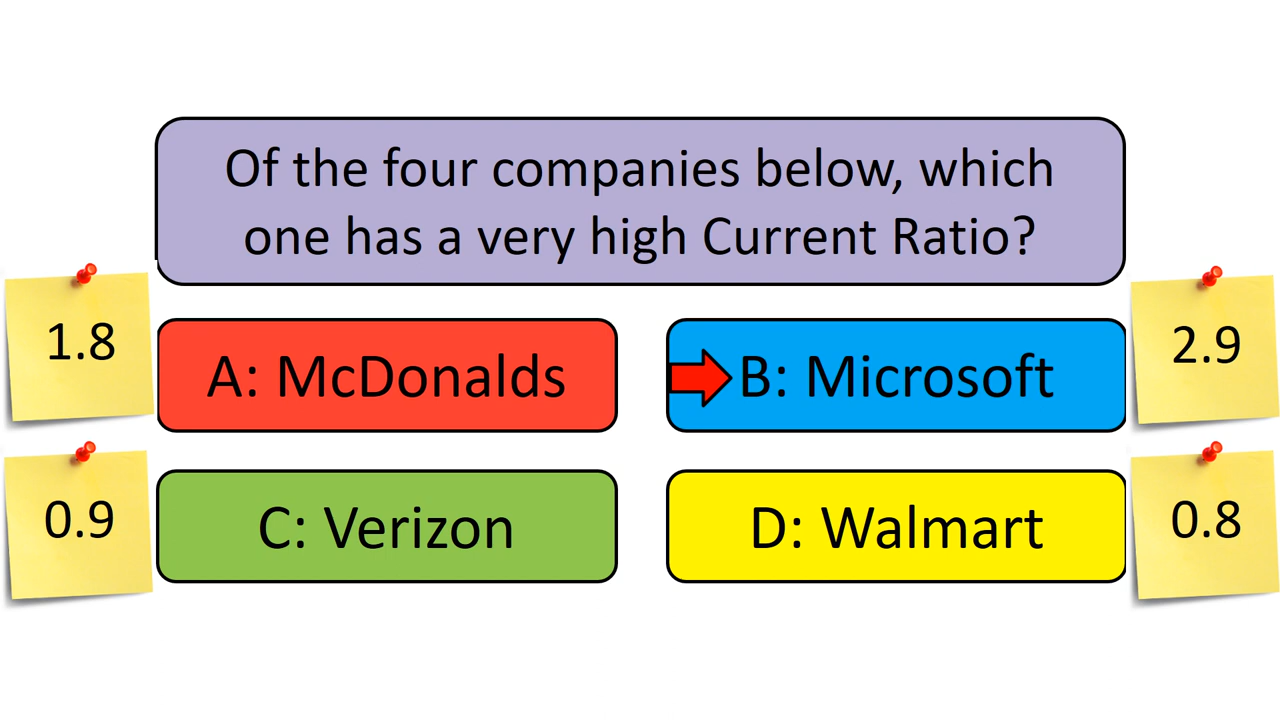 Of the four companies below, which
one has a very high Current Ratio?
1.8
A: McDonalds
B: Microsoft
2.9
0.9
C: Verizon
D: Walmart
0.8